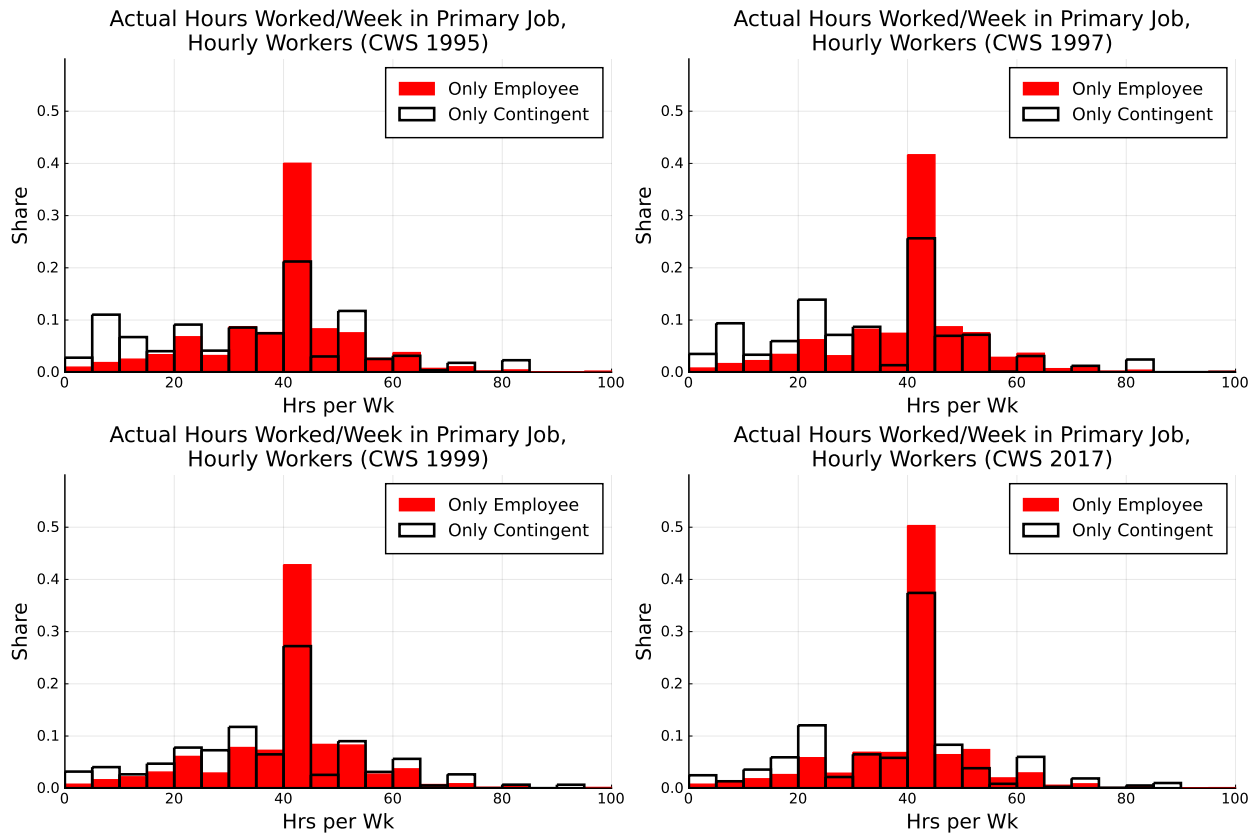 Actual Hours Worked/Week in Primary Job,
Hourly Workers (CWS 1995)
Only Employee
Only Contingent
Share
0.5
0.4
0.3
0.2
0.1
0.0
0 20 40 60 80 100
Hrs per Wk
Actual Hours Worked/Week in Primary Job,
Hourly Workers (CWS 1997)
Only Employee
Only Contingent
Share
0.5
0.4
0.3
0.2
0.1
0.0
0 20 40 60 80 100
Hrs per Wk
Actual Hours Worked/Week in Primary Job,
Hourly Workers (CWS 1999)
Only Employee
Only Contingent
Share
0.5
0.4
0.3
0.2
0.1
0.0
0 20 40 60 80 100
Hrs per Wk
Actual Hours Worked/Week in Primary Job,
Hourly Workers (CWS 2017)
Only Employee
Only Contingent
Share
0.5
0.4
0.3
0.2
0.1
0.0
0 20 40 60 80 100
Hrs per Wk